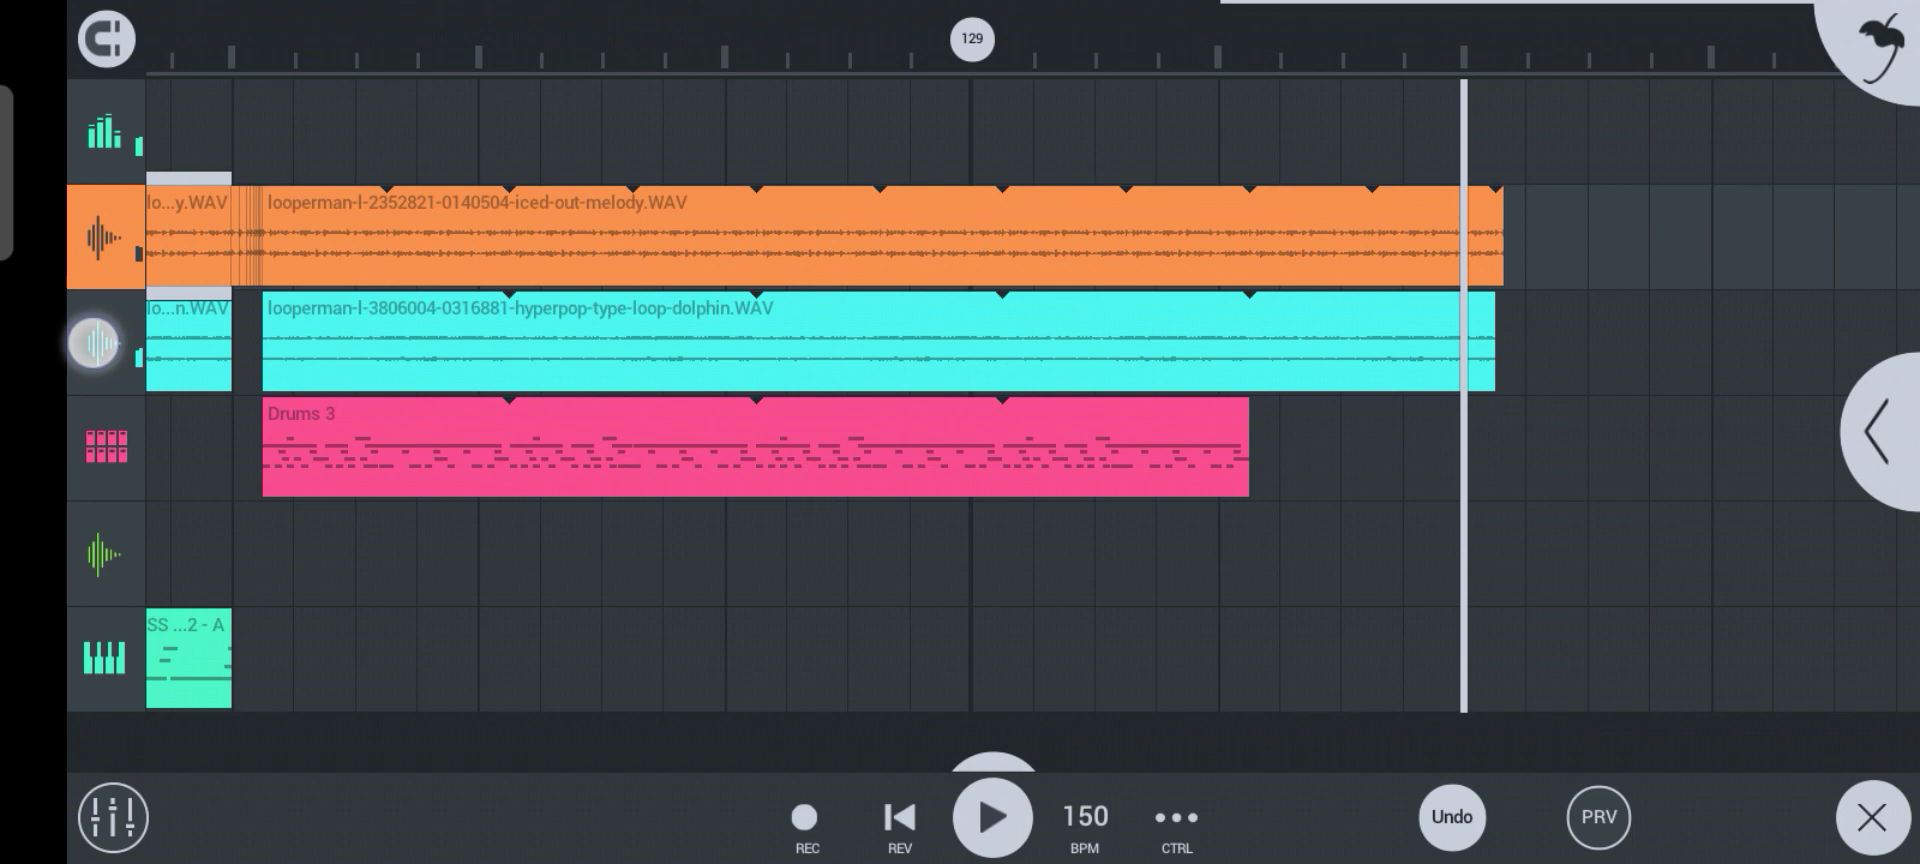 129
lo...y.WAV
looperman-l-2352821-0140504-iced-out-melody.WAV
lo...n.WAV
looperman-l-3806004-0316881-hyperpop-type-loop-dolphin.WAV
Drums 3
SS ...2 - A
REC
REV
150
BPM
CTRL
Undo
PRV